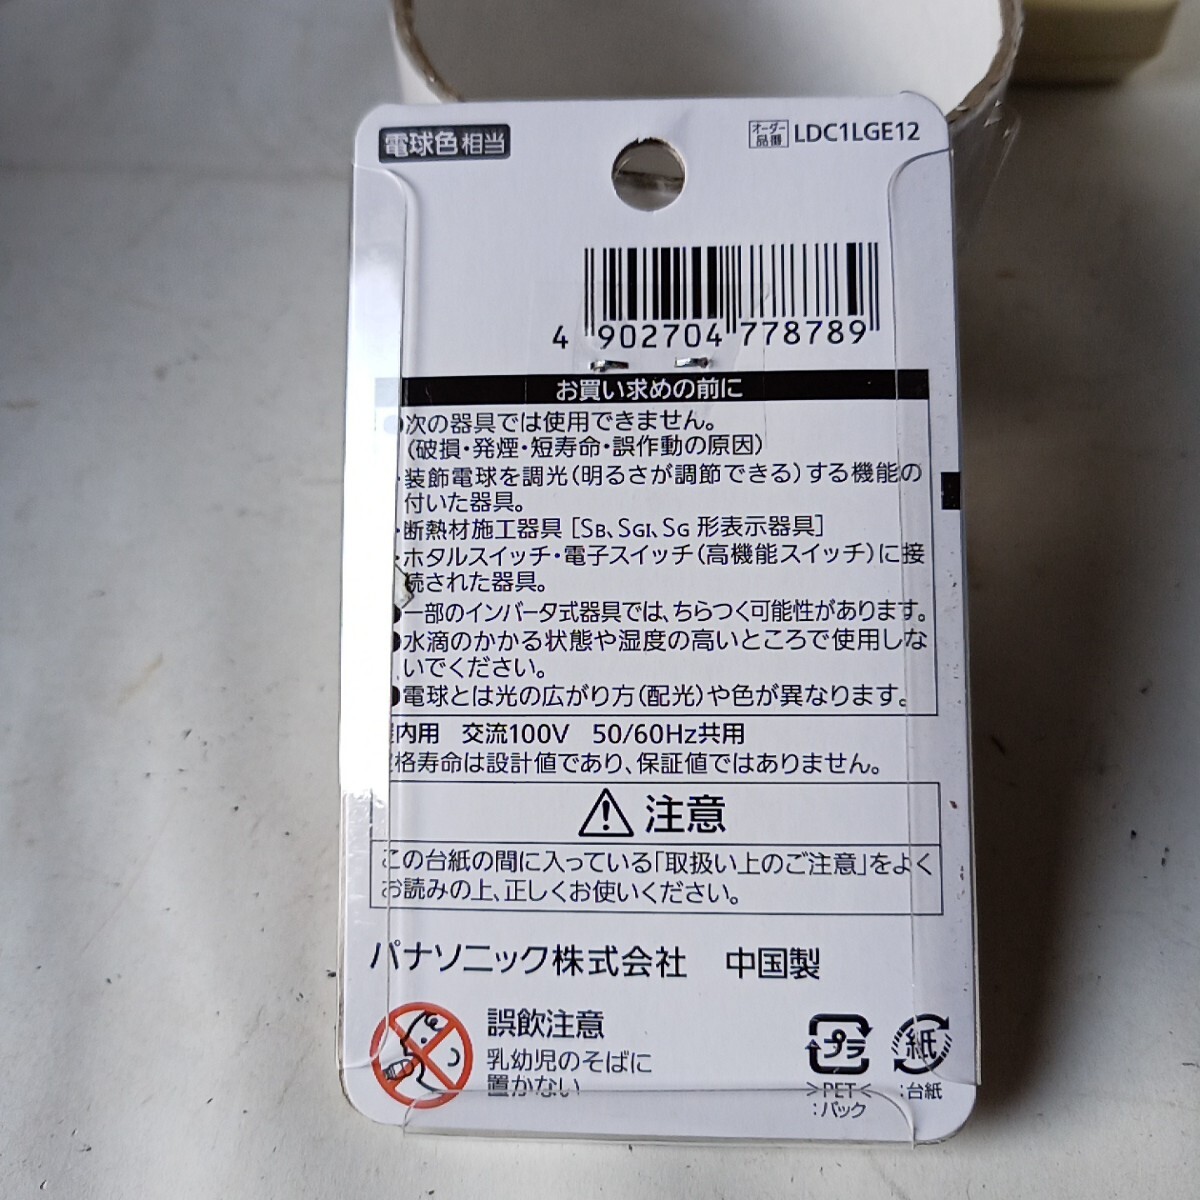 電球色相当
オーダー品番 LDC1LGE12
4 902704 778789
お買い求めの前に
●次の器具では使用できません。
(破損・発煙・短寿命・誤作動の原因)
・装飾電球を調光(明るさが調節できる)する機能の
付いた器具。
・断熱材施工器具 [SB、SGI、SG 形表示器具]
・ホタルスイッチ・電子スイッチ(高機能スイッチ)に接
続された器具。
●一部のインバータ式器具では、ちらつく可能性があります。
●水滴のかかる状態や湿度の高いところで使用しな
いでください。
●電球とは光の広がり方(配光)や色が異なります。
屋内用 交流100V 50/60Hz共用
定格寿命は設計値であり、保証値ではありません。
注意
この台紙の間に入っている「取扱い上のご注意」をよく
お読みの上、正しくお使いください。
パナソニック株式会社 中国製
誤飲注意
乳幼児のそばに
置かない
プラ
>PET<
:パック
紙
:台紙